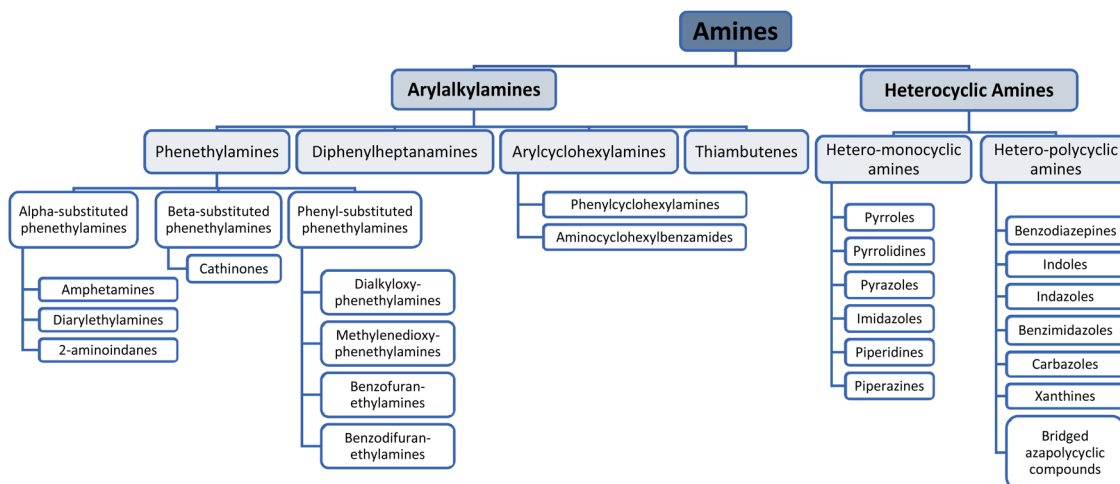 Amines
Arylalkylamines
Heterocyclic Amines
Phenethylamines
Diphenylheptanamines
Arylcyclohexylamines
Thiambutenes
Hetero-monocyclic
amines
Hetero-polycyclic
amines
Alpha-substituted
phenethylamines
Amphetamines
Diarylethylamines
2-aminoindanes
Beta-substituted
phenethylamines
Cathinones
Phenyl-substituted
phenethylamines
Dialkyloxy-
phenethylamines
Methylenedioxy-
phenethylamines
Benzofuran-
ethylamines
Benzodifuran-
ethylamines
Phenylcyclohexylamines
Aminocyclohexylbenzamides
Pyrroles
Pyrrolidines
Pyrazoles
Imidazoles
Piperidines
Piperazines
Benzodiazepines
Indoles
Indazoles
Benzimidazoles
Carbazoles
Xanthines
Bridged
azapolycyclic
compounds